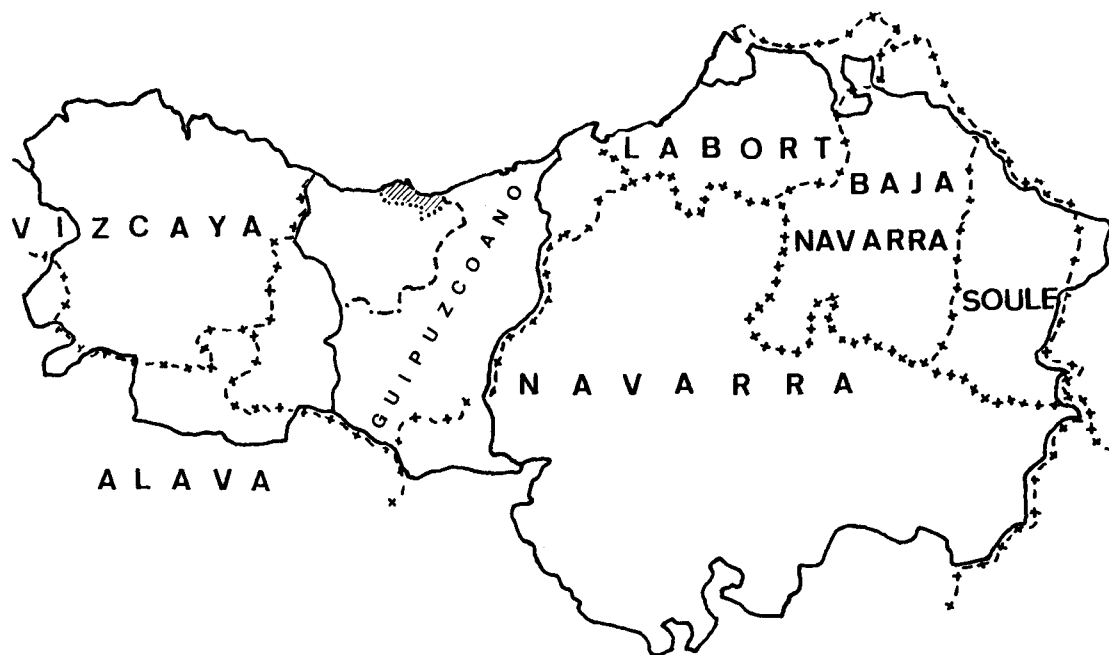 LABORT
BAJA
VIZCAYA
GUIPUZCOANO
NAVARRA
SOULE
NAVARRA
ALAVA